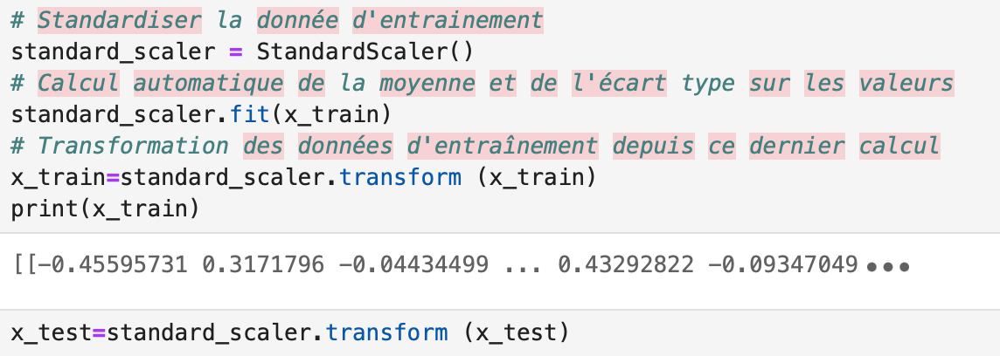 # Standardiser la donnée d'entrainement
standard_scaler = StandardScaler()
# Calcul automatique de la moyenne et de l'écart type sur les valeurs
standard_scaler.fit(x_train)
# Transformation des données d'entraînement depuis ce dernier calcul
x_train=standard_scaler.transform (x_train)
print(x_train)
[[-0.45595731 0.3171796 -0.04434499 ... 0.43292822 -0.09347049 •••
x_test=standard_scaler.transform (x_test)